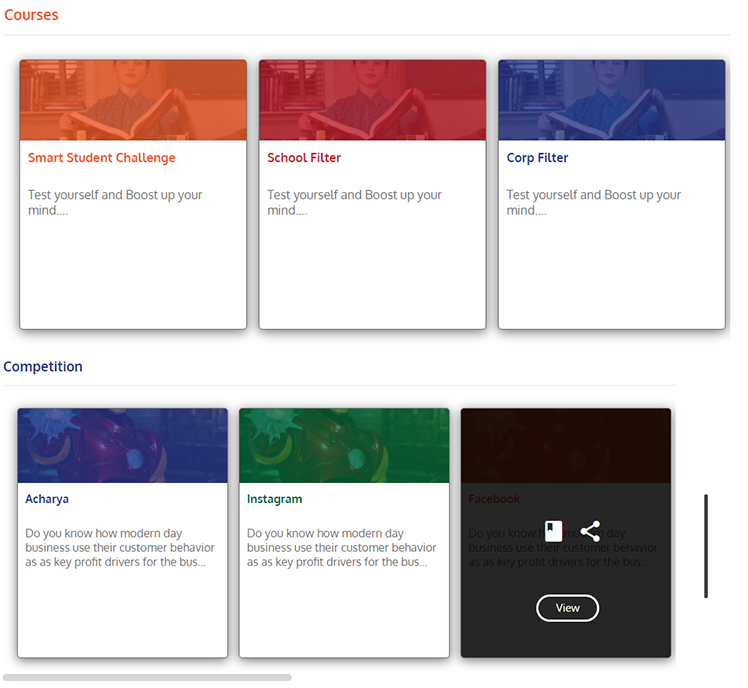 Courses
Smart Student Challenge
Test yourself and Boost up your
mind....
School Filter
Test yourself and Boost up your
mind....
Corp Filter
Test yourself and Boost up your
mind....
Competition
Acharya
Do you know how modern day
business use their customer behavior
as as key profit drivers for the bus...
Instagram
Do you know how modern day
business use their customer behavior
as as key profit drivers for the bus...
Facebook
Do you know how modern day
business use their customer behavior
as as key profit drivers for the bus...
View